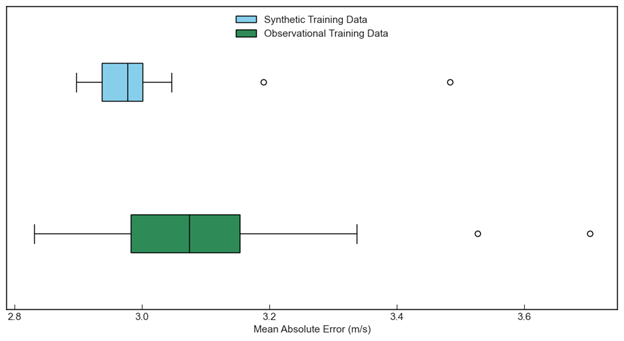 Synthetic Training Data
Observational Training Data
2.8 3.0 3.2 3.4 3.6
Mean Absolute Error (m/s)